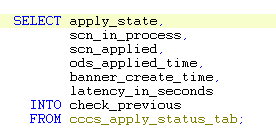 SELECT apply_state,
scn_in_process,
scn_applied,
ods_applied_time,
banner_create_time,
latency_in_seconds
INTO check_previous
FROM cccs_apply_status_tab;